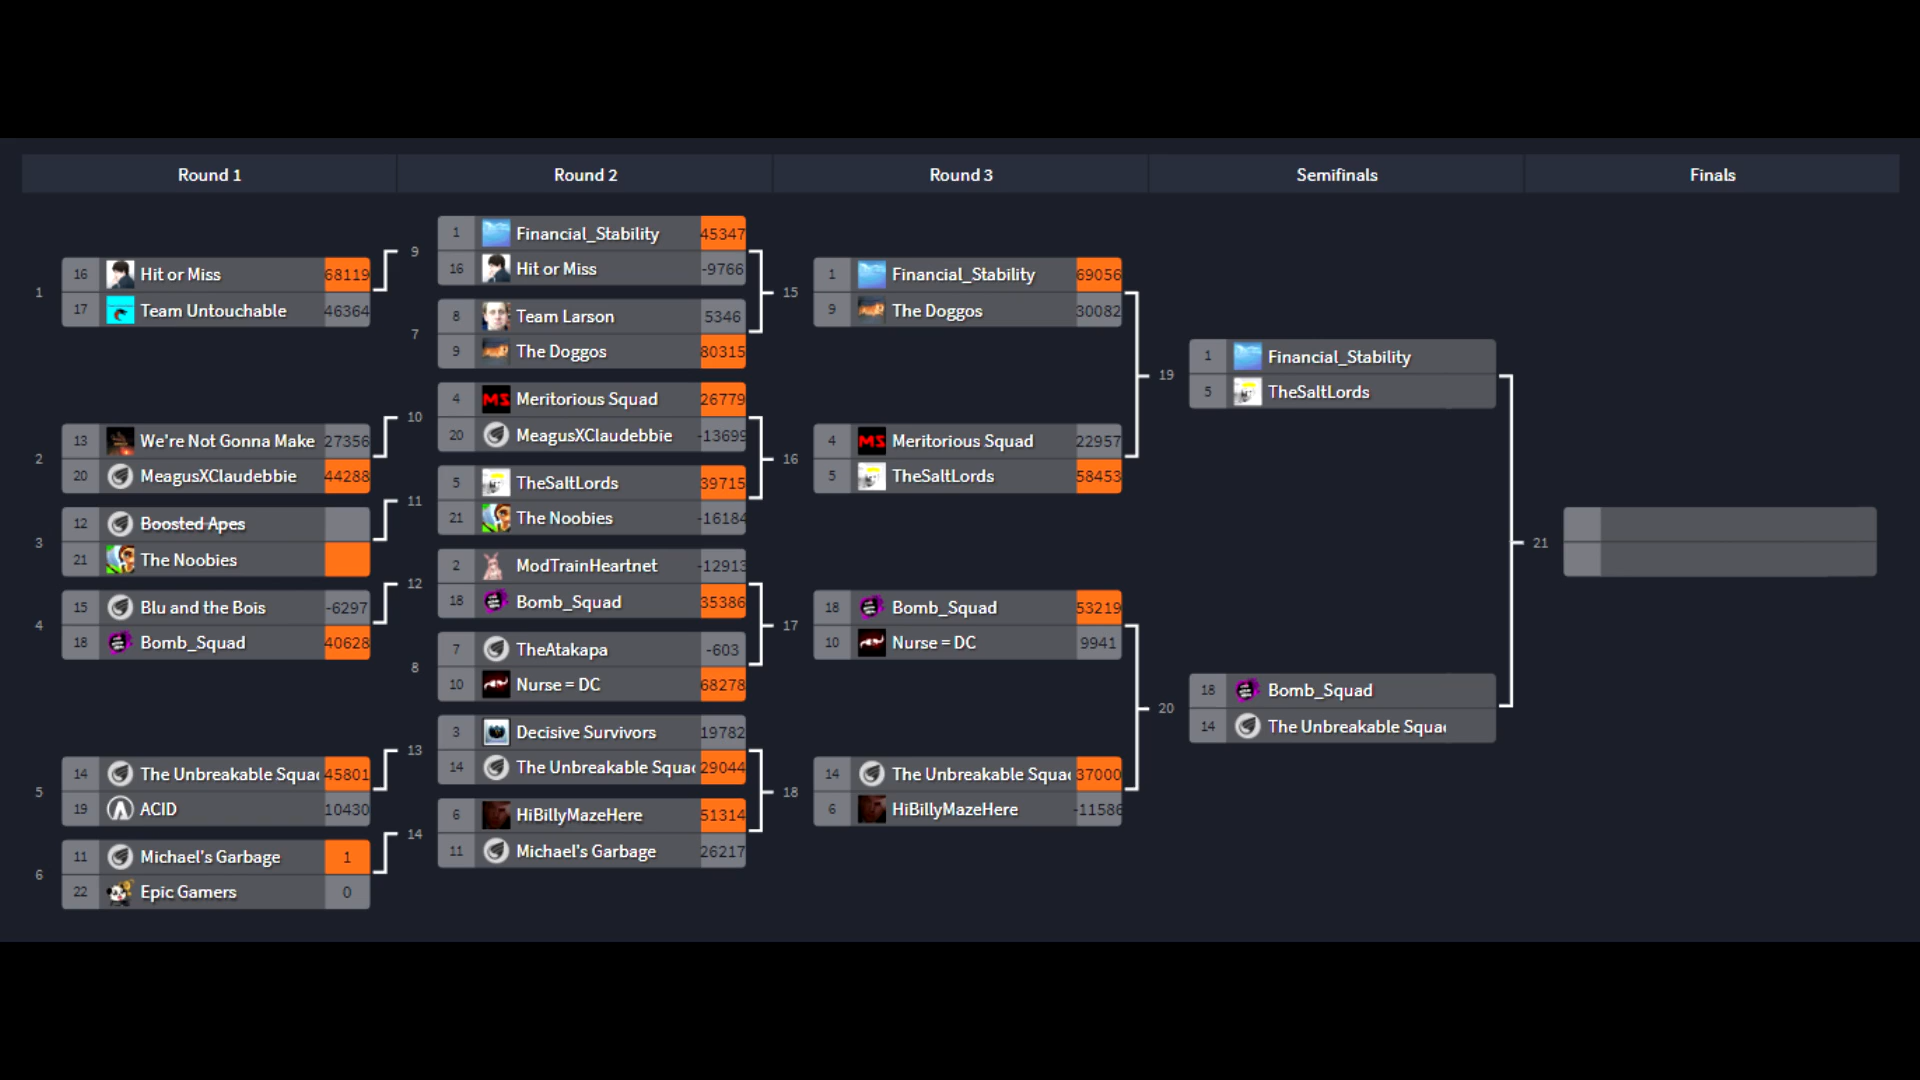 Round 1
Round 2
Round 3
Semifinals
Finals
1
16 Hit or Miss 68119
17 Team Untouchable 46364
2
13 We're Not Gonna Make 27356
20 MeagusXClaudebbie 44288
3
12 Boosted Apes
21 The Noobies
4
15 Blu and the Bois -6297
18 Bomb_Squad 40628
5
14 The Unbreakable Squa 45801
19 ACID 10430
6
11 Michael's Garbage 1
22 Epic Gamers 0
9
1 Financial_Stability 45347
16 Hit or Miss -9766
7
8 Team Larson 5346
9 The Doggos 80315
10
4 MS Meritorious Squad 26779
20 MeagusXClaudebbie -13699
11
5 TheSaltLords 39715
21 The Noobies -16184
12
2 ModTrainHeartnet -12913
18 Bomb_Squad 35386
8
7 TheAtakapa -603
10 Nurse = DC 68278
13
3 Decisive Survivors 19782
14 The Unbreakable Squa 29044
14
6 HiBillyMazeHere 51314
11 Michael's Garbage 26217
15
1 Financial_Stability 69056
9 The Doggos 30082
16
4 MS Meritorious Squad 22957
5 TheSaltLords 58453
17
18 Bomb_Squad 53219
10 Nurse = DC 9941
18
14 The Unbreakable Squa 37000
6 HiBillyMazeHere -11586
19
1 Financial_Stability
5 TheSaltLords
20
18 Bomb_Squad
14 The Unbreakable Squa
21